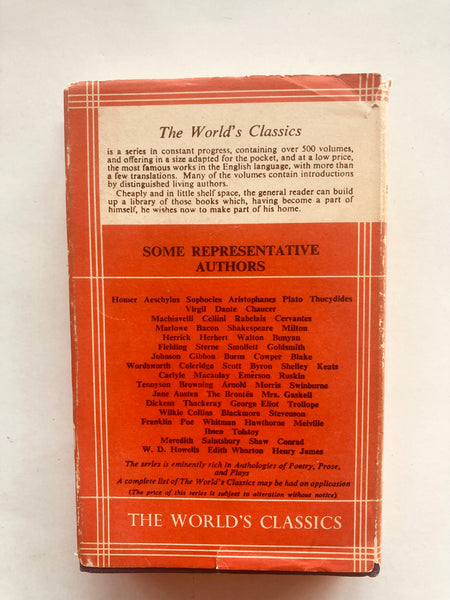 The World's Classics
is a series in constant progress, containing over 500 volumes,
and offering in a size adapted for the pocket, and at a low price,
the most famous works in the English language, with more than
a few translations. Many of the volumes contain introductions
by distinguished living authors.
Cheaply and in little shelf space, the general reader can build
up a library of those books which, having become a part of
himself, he wishes now to make part of his home.
SOME REPRESENTATIVE
AUTHORS
Homer Aeschylus Sophocles Aristophanes Plato Thucydides
Virgil Dante Chaucer
Machiavelli Cellini Rabelais Cervantes
Marlowe Bacon Shakespeare Milton
Herrick Herbert Walton Bunyan
Fielding Sterne Smollett Goldsmith
Johnson Gibbon Burns Cowper Blake
Wordsworth Coleridge Scott Byron Shelley Keats
Carlyle Macaulay Emerson Ruskin
Tennyson Browning Arnold Morris Swinburne
Jane Austen The Brontës Mrs. Gaskell
Dickens Thackeray George Eliot Trollope
Wilkie Collins Blackmore Stevenson
Franklin Poe Whitman Hawthorne Melville
Ibsen Tolstoy
Meredith Saintsbury Shaw Conrad
W. D. Howells Edith Wharton Henry James
The series is eminently rich in Anthologies of Poetry, Prose,
and Plays
A complete list of The World's Classics may be had on application
(The price of this series is subject to alteration without notice)
THE WORLD'S CLASSICS